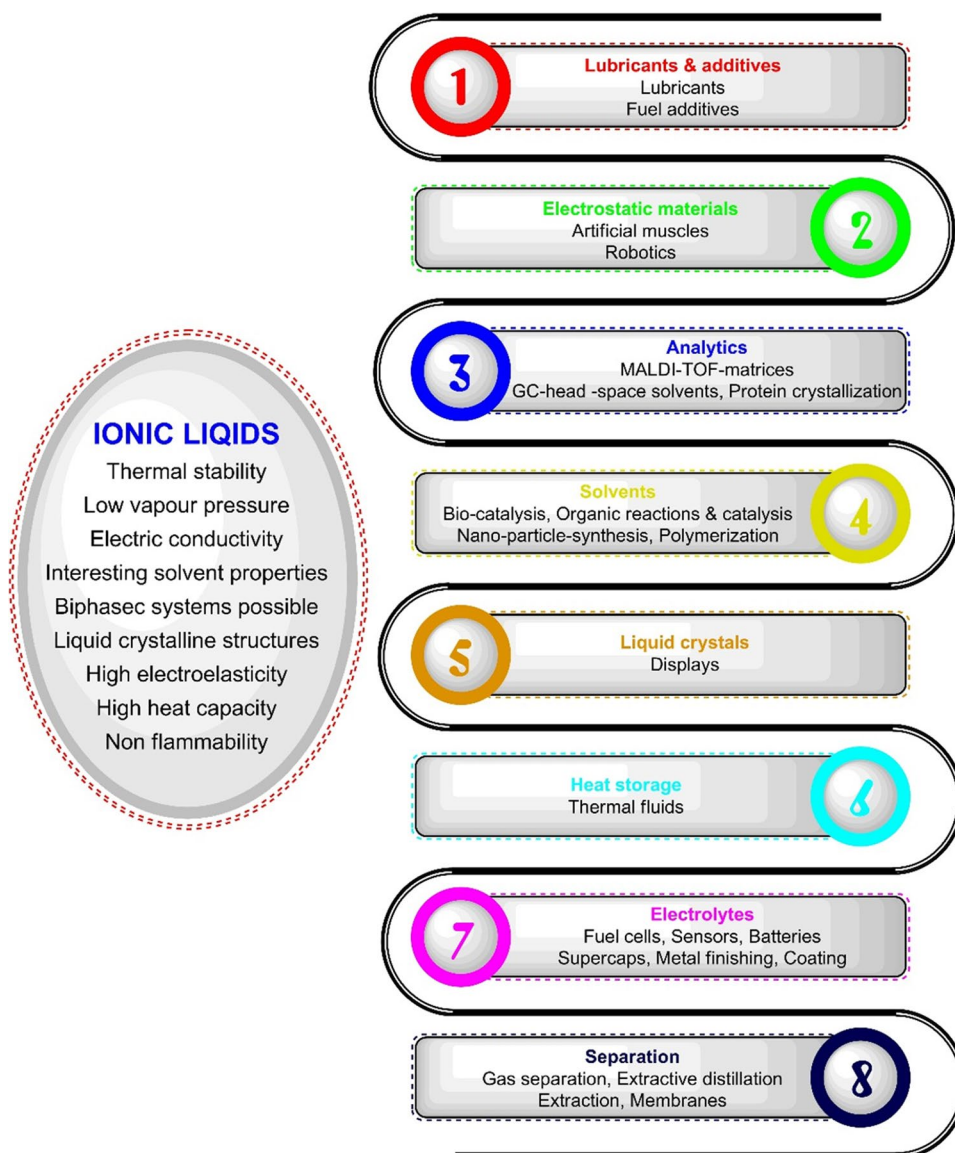 IONIC LIQIDS
Thermal stability
Low vapour pressure
Electric conductivity
Interesting solvent properties
Biphasec systems possible
Liquid crystalline structures
High electroelasticity
High heat capacity
Non flammability
1
Lubricants & additives
Lubricants
Fuel additives
Electrostatic materials
Artificial muscles
Robotics
2
3
Analytics
MALDI-TOF-matrices
GC-head -space solvents, Protein crystallization
Solvents
Bio-catalysis, Organic reactions & catalysis
Nano-particle-synthesis, Polymerization
4
5
Liquid crystals
Displays
Heat storage
Thermal fluids
6
7
Electrolytes
Fuel cells, Sensors, Batteries
Supercaps, Metal finishing, Coating
Separation
Gas separation, Extractive distillation
Extraction, Membranes
8